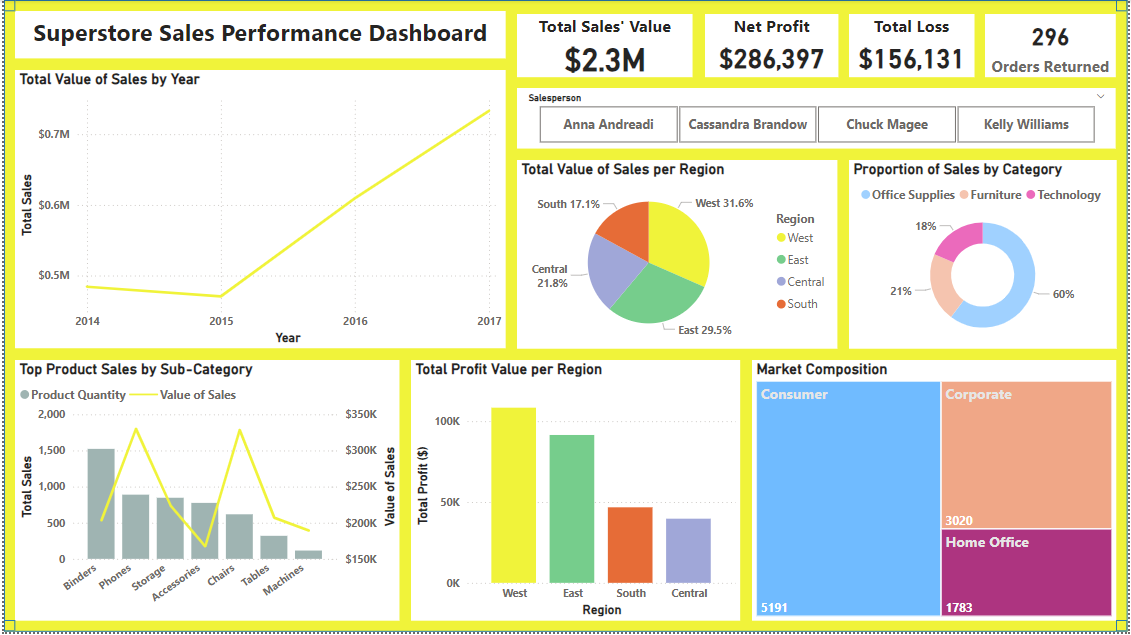 Superstore Sales Performance Dashboard
Total Sales' Value
$2.3M
Net Profit
$286,397
Total Loss
$156,131
296
Orders Returned
Salesperson
Anna Andreadi
Cassandra Brandow
Chuck Magee
Kelly Williams
Total Value of Sales by Year
Total Sales
$0.7M
$0.6M
$0.5M
2014
2015
2016
2017
Year
Total Value of Sales per Region
South 17.1%
West 31.6%
Central
21.8%
East 29.5%
Region
West
East
Central
South
Proportion of Sales by Category
Office Supplies
Furniture
Technology
18%
21%
60%
Top Product Sales by Sub-Category
Product Quantity
Value of Sales
Total Sales
2,000
1,500
1,000
500
0
$350K
$300K
$250K
$200K
$150K
Value of Sales
Binders
Phones
Storage
Accessories
Chairs
Tables
Machines
Total Profit Value per Region
Total Profit ($)
100K
50K
0K
West
East
South
Central
Region
Market Composition
Consumer
5191
Corporate
3020
Home Office
1783